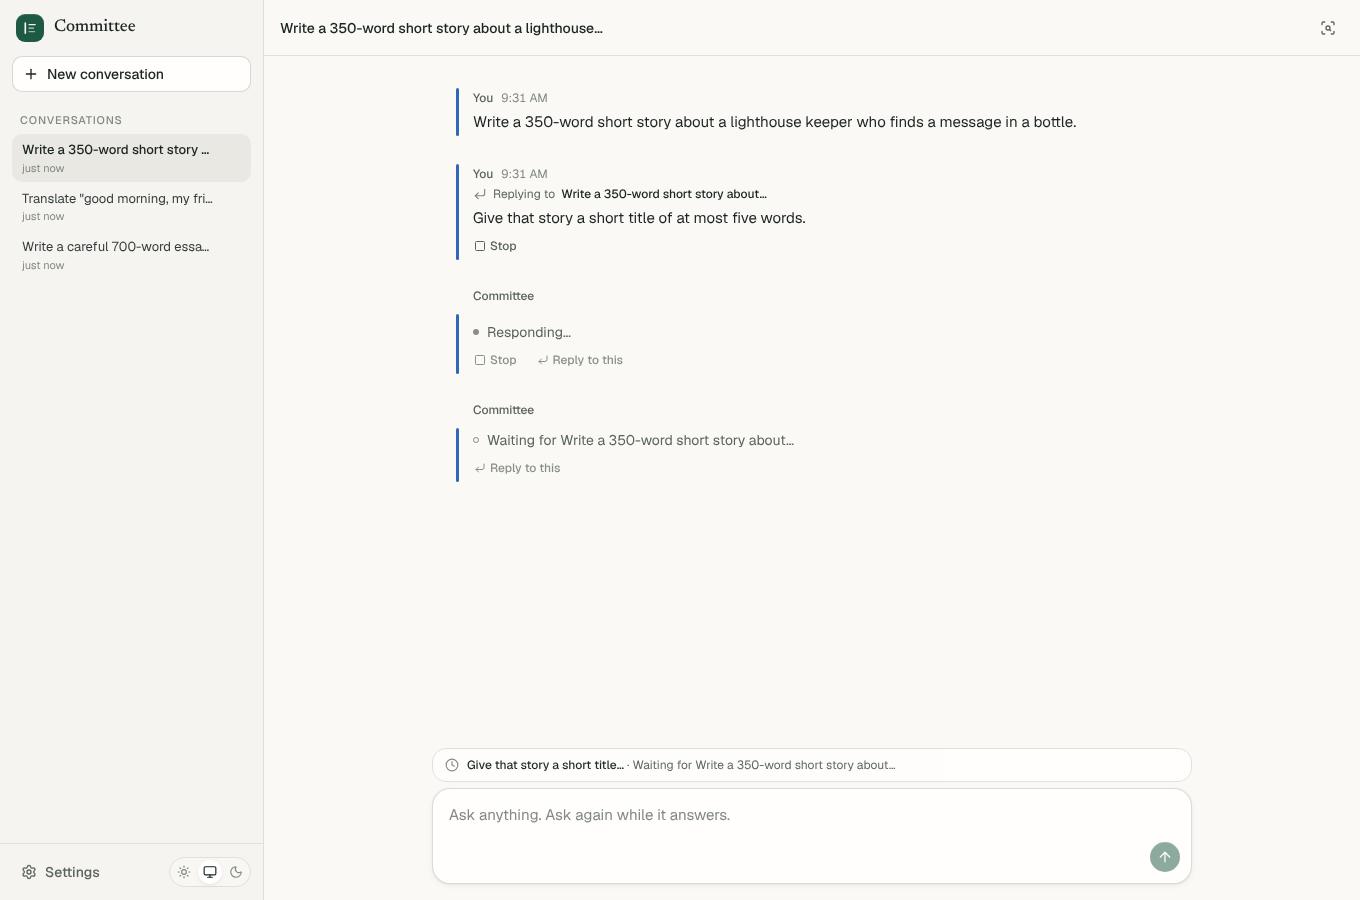 Committee
New conversation
CONVERSATIONS
Write a 350-word short story ...
just now
Translate "good morning, my fri...
just now
Write a careful 700-word essa...
just now
Settings
Write a 350-word short story about a lighthouse...
You 9:31 AM
Write a 350-word short story about a lighthouse keeper who finds a message in a bottle.
You 9:31 AM
Replying to Write a 350-word short story about...
Give that story a short title of at most five words.
Stop
Committee
Responding...
Stop Reply to this
Committee
Waiting for Write a 350-word short story about...
Reply to this
Give that story a short title... · Waiting for Write a 350-word short story about...
Ask anything. Ask again while it answers.